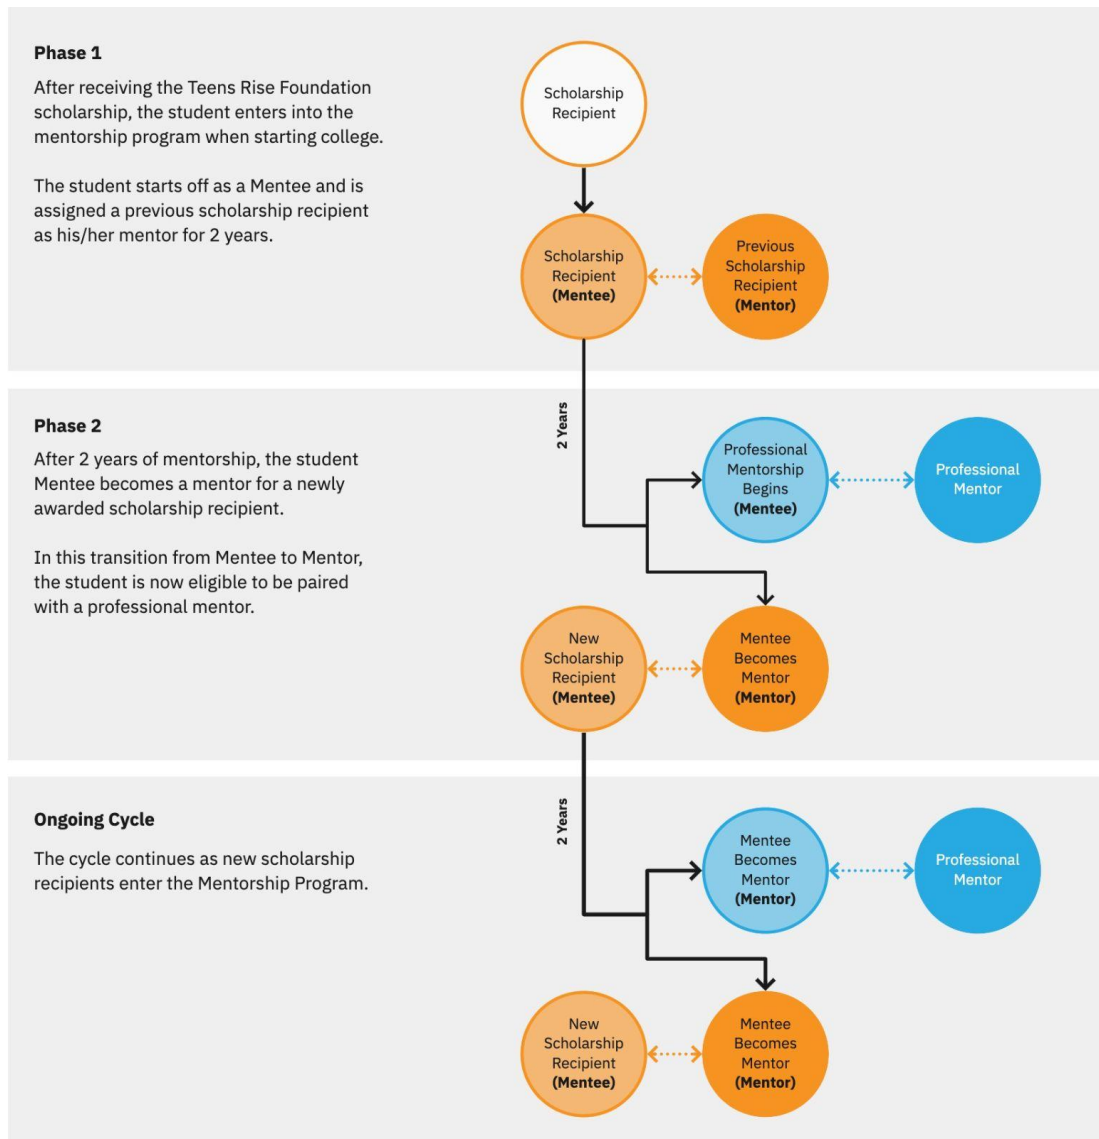 Phase 1
After receiving the Teens Rise Foundation
scholarship, the student enters into the
mentorship program when starting college.
The student starts off as a Mentee and is
assigned a previous scholarship recipient
as his/her mentor for 2 years.
Scholarship
Recipient
Scholarship
Recipient
(Mentee)
Previous
Scholarship
Recipient
(Mentor)
Phase 2
After 2 years of mentorship, the student
Mentee becomes a mentor for a newly
awarded scholarship recipient.
In this transition from Mentee to Mentor,
the student is now eligible to be paired
with a professional mentor.
2 Years
Professional
Mentorship
Begins
(Mentee)
Professional
Mentor
New
Scholarship
Recipient
(Mentee)
Mentee
Becomes
Mentor
(Mentor)
Ongoing Cycle
The cycle continues as new scholarship
recipients enter the Mentorship Program.
2 Years
Mentee
Becomes
Mentor
(Mentor)
Professional
Mentor
New
Scholarship
Recipient
(Mentee)
Mentee
Becomes
Mentor
(Mentor)